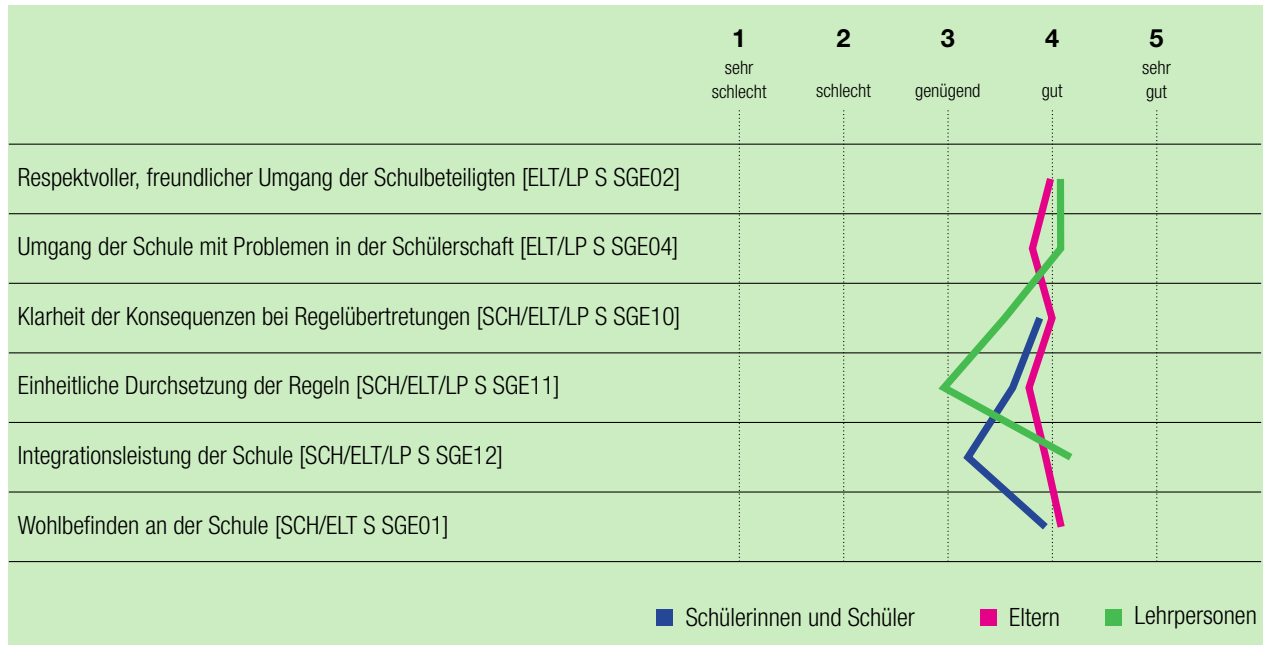 1 2 3 4 5
sehr schlecht schlecht genügend gut sehr gut
Respektvoller, freundlicher Umgang der Schulbeteiligten [ELT/LP S SGE02]
Umgang der Schule mit Problemen in der Schülerschaft [ELT/LP S SGE04]
Klarheit der Konsequenzen bei Regelübertretungen [SCH/ELT/LP S SGE10]
Einheitliche Durchsetzung der Regeln [SCH/ELT/LP S SGE11]
Integrationsleistung der Schule [SCH/ELT/LP S SGE12]
Wohlbefinden an der Schule [SCH/ELT S SGE01]
Schülerinnen und Schüler Eltern Lehrpersonen